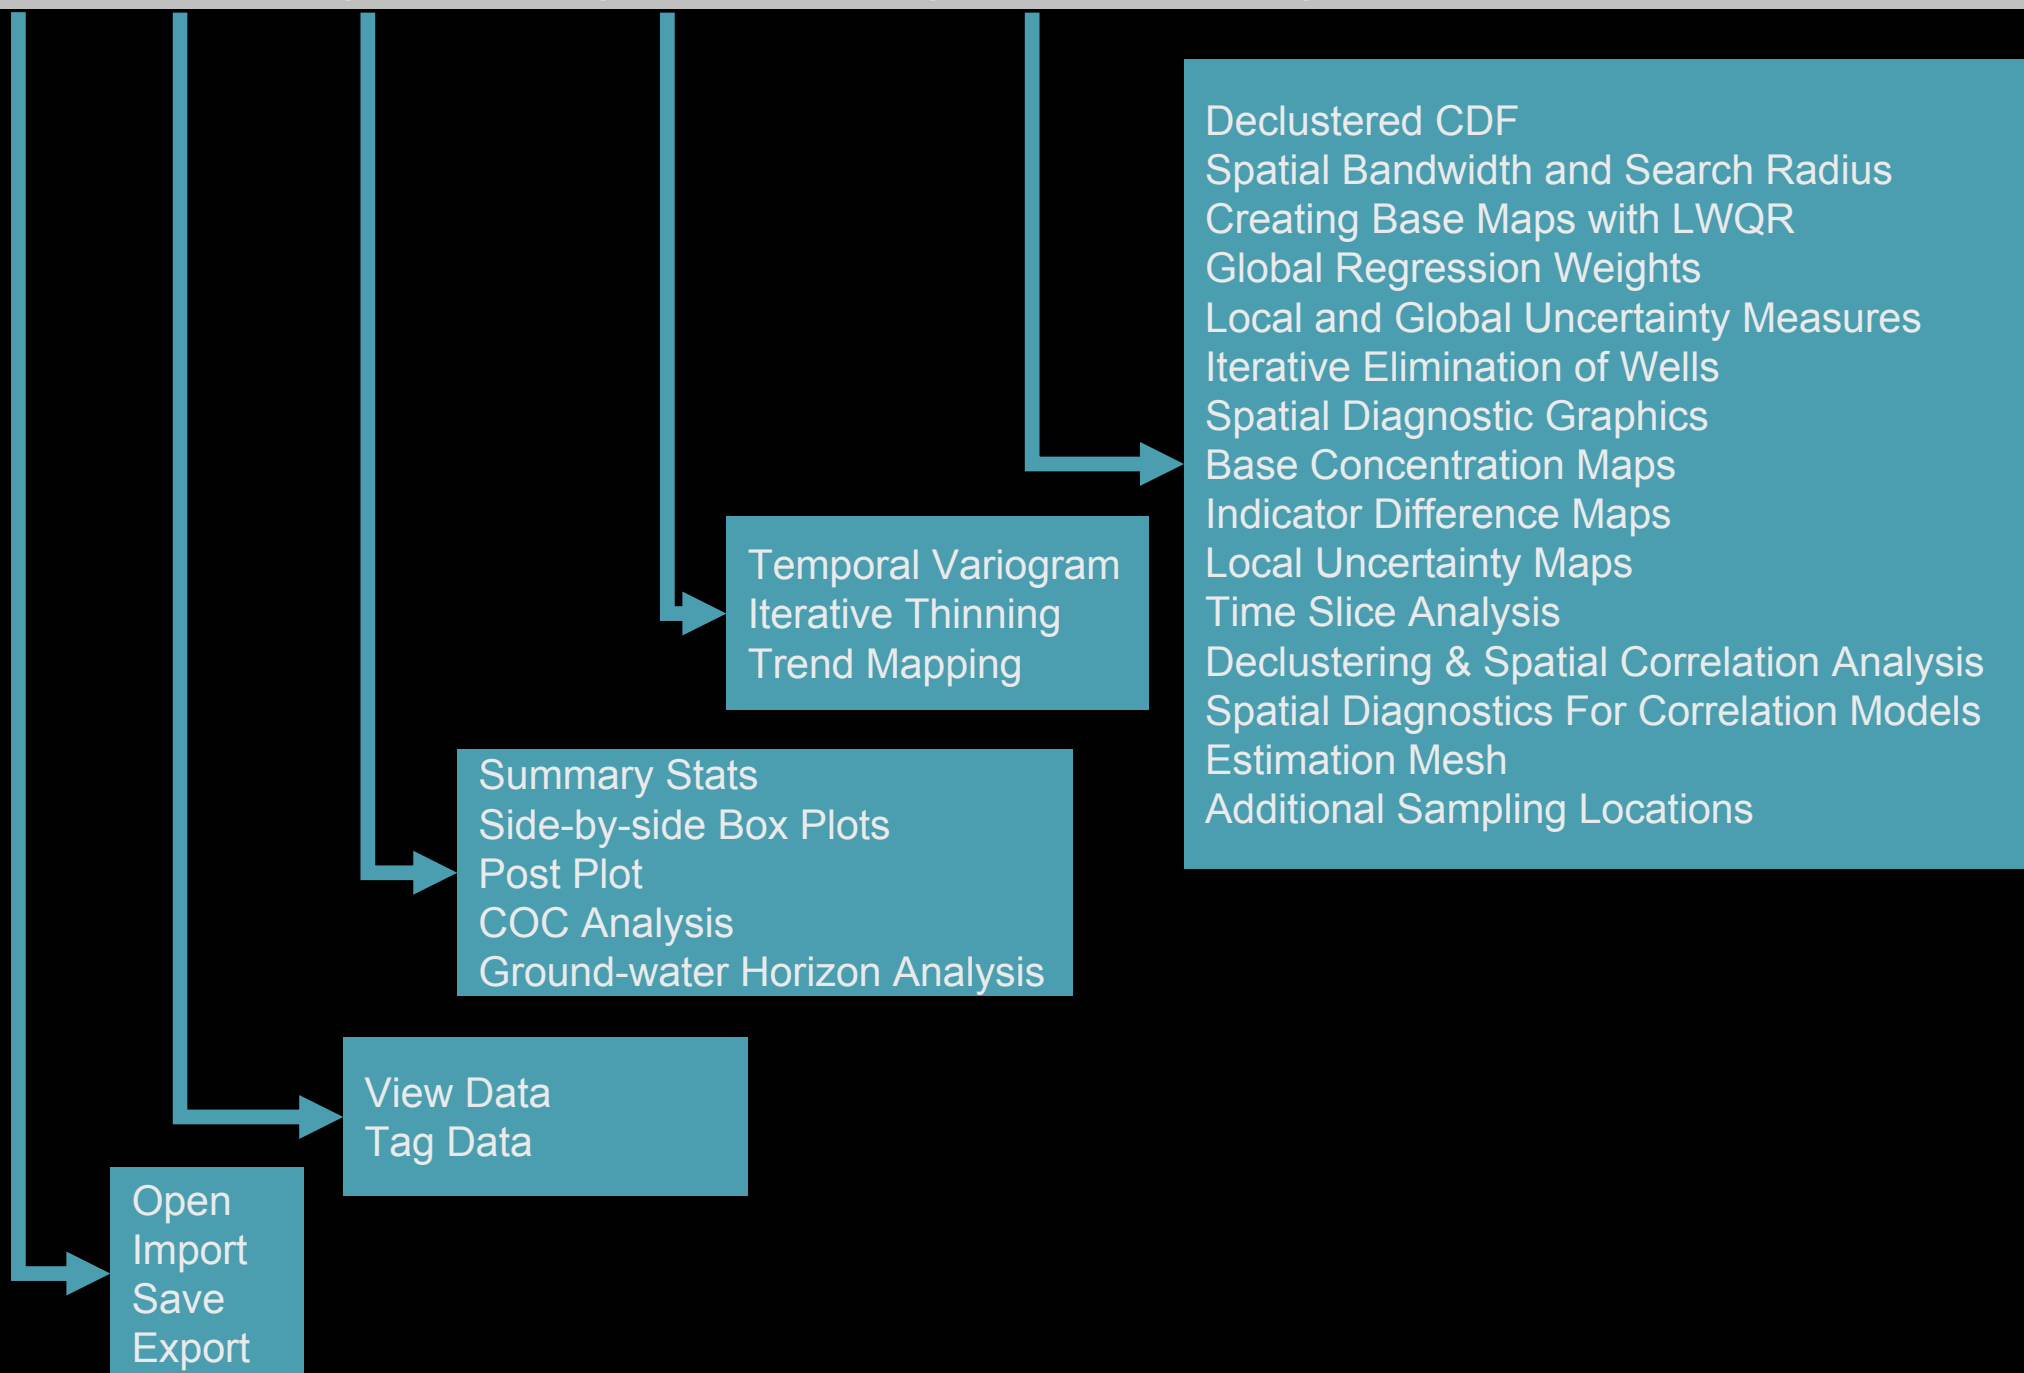 Declustered CDF
Spatial Bandwidth and Search Radius
Creating Base Maps with LWQR
Global Regression Weights
Local and Global Uncertainty Measures
Iterative Elimination of Wells
Spatial Diagnostic Graphics
Base Concentration Maps
Indicator Difference Maps
Local Uncertainty Maps
Time Slice Analysis
Declustering & Spatial Correlation Analysis
Spatial Diagnostics For Correlation Models
Estimation Mesh
Additional Sampling Locations
Temporal Variogram
Iterative Thinning
Trend Mapping
Summary Stats
Side-by-side Box Plots
Post Plot
COC Analysis
Ground-water Horizon Analysis
View Data
Tag Data
Open
Import
Save
Export